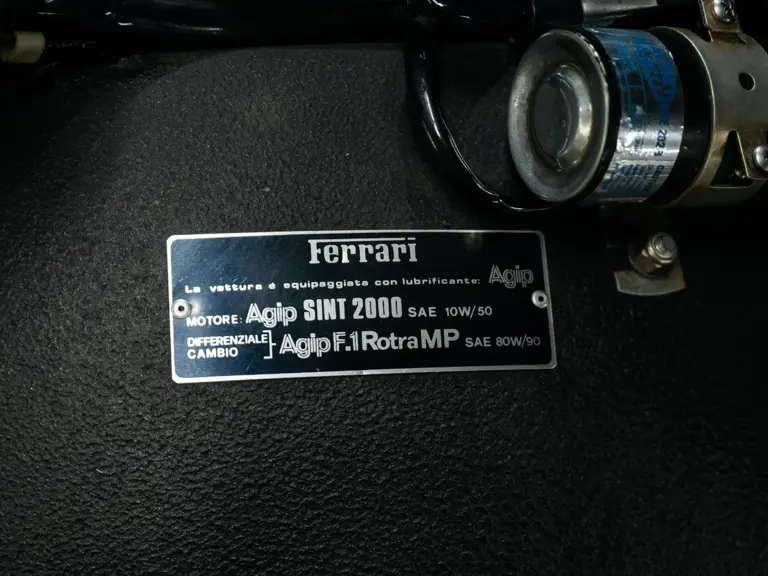 Ferrari
La vettura é equipaggiata con lubrificante: Agip
MOTORE: Agip SINT 2000 SAE 10W/50
DIFFERENZIALE
CAMBIO ] Agip F.1 Rotra MP SAE 80W/90